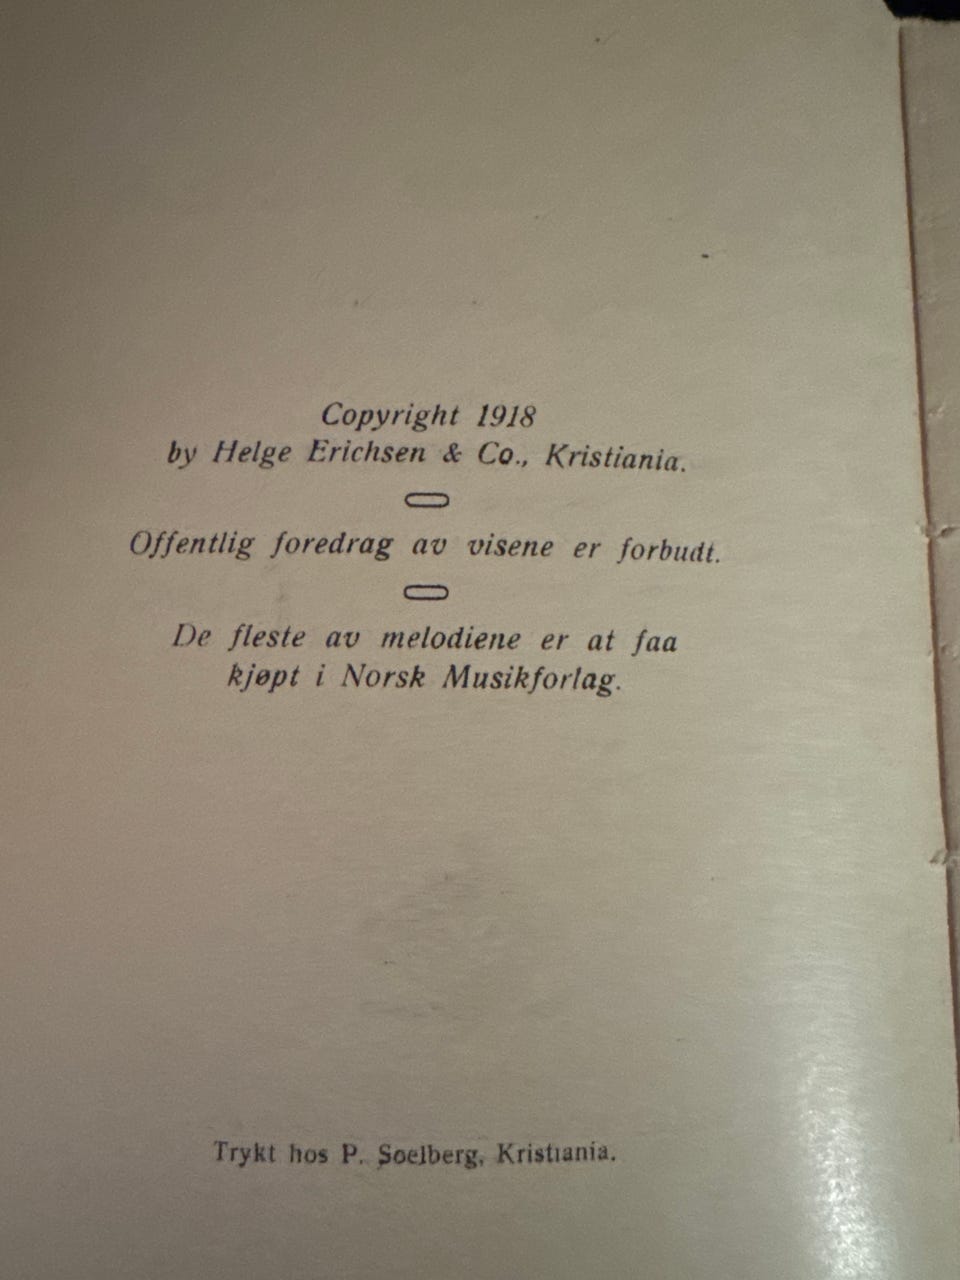 Copyright 1918
by Helge Erichsen & Co., Kristiania.
Offentlig foredrag av visene er forbudt.
De fleste av melodiene er at faa
kjøpt i Norsk Musikforlag.
Trykt hos P. Soelberg, Kristiania.